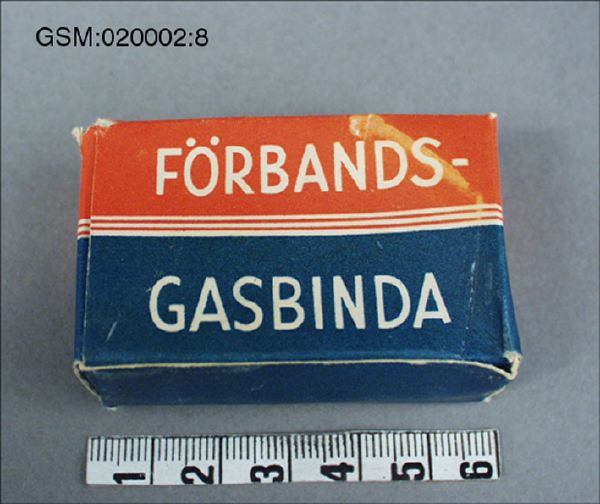 GSM:020002:8
FÖRBANDS-
GASBINDA
1 2 3 4 5 6